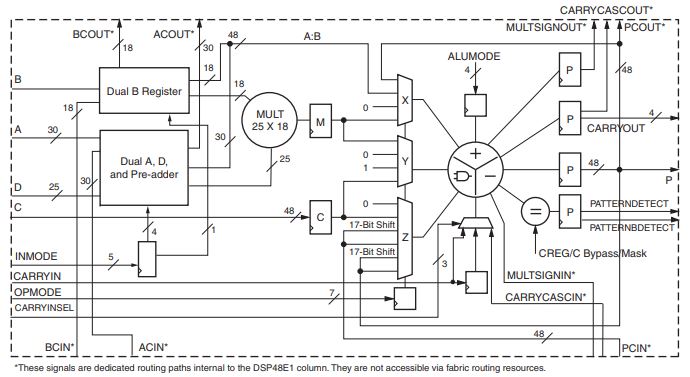 CARRYCASCOUT*
BCOUT* ACOUT* MULTSIGNOUT* PCOUT*
18 30 48 A:B
ALUMODE 48
18 4
B Dual B Register 18 X P
18 MULT 25 X 18 0 M 4
A 30 CARRYOUT
Dual A, D, and Pre-adder 30 25 0 Y 1 + − P 48 P
D 25 30
C 48 C 0 = P PATTERNDETECT
17-Bit Shift PATTERNBDETECT
4 1 Z
17-Bit Shift CREG/C Bypass/Mask
INMODE 5 3
CARRYIN MULTSIGNIN*
OPMODE 7
CARRYINSEL CARRYCASCIN*
48
BCIN* ACIN* PCIN*
*These signals are dedicated routing paths internal to the DSP48E1 column. They are not accessible via fabric routing resources.